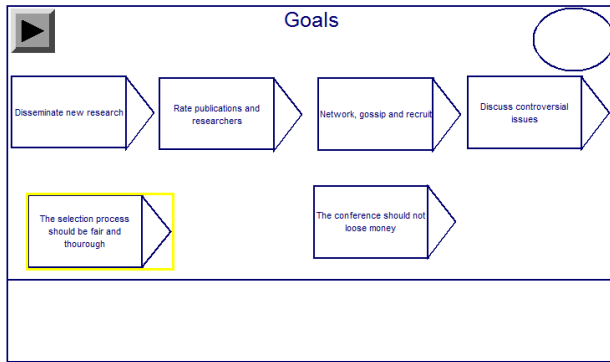 Goals
Disseminate new research
Rate publications and
researchers
Network, gossip and recruit
Discuss controversial
issues
The selection process
should be fair and
thourough
The conference should not
loose money